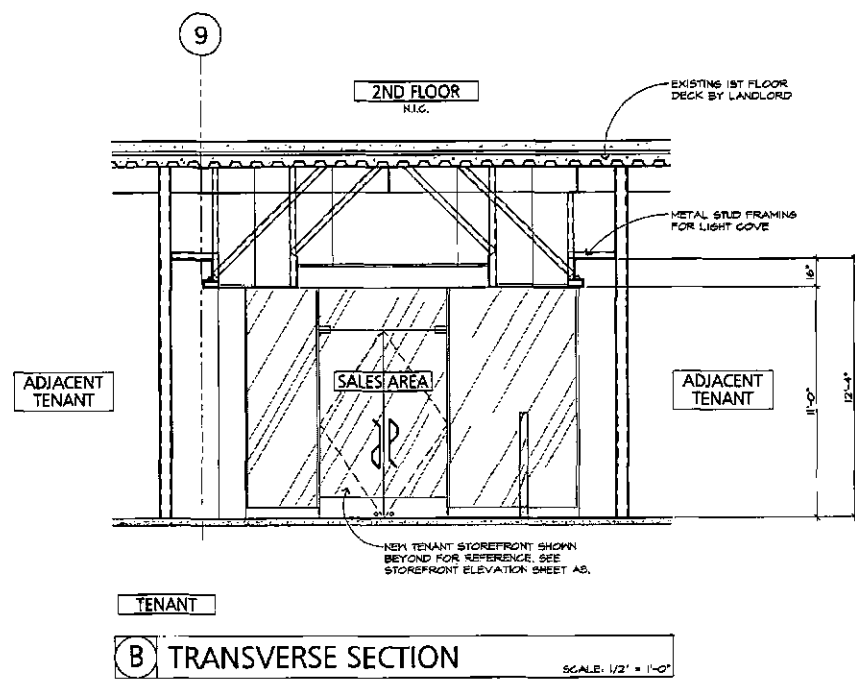 9
2ND FLOOR
N.I.C.
EXISTING 1ST FLOOR
DECK BY LANDLORD
METAL STUD FRAMING
FOR LIGHT COVE
16"
11'-0"
12'-4"
ADJACENT
TENANT
SALES AREA
ADJACENT
TENANT
NEW TENANT STOREFRONT SHOWN
BEYOND FOR REFERENCE. SEE
STOREFRONT ELEVATION SHEET A8.
TENANT
B TRANSVERSE SECTION
SCALE: 1/2" = 1'-0"